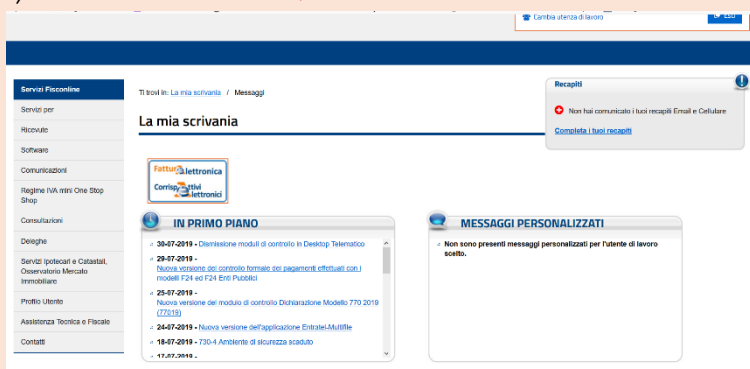 Cambia utenza di lavoro
Esci
Servizi Fisconline
Servizi per
Ricevute
Software
Comunicazioni
Regime IVA mini One Stop
Shop
Consultazioni
Deleghe
Servizi Ipotecari e Catastali,
Osservatorio Mercato
Immobiliare
Profilo Utente
Assistenza Tecnica e Fiscale
Contatti
Ti trovi in: La mia scrivania / Messaggi
La mia scrivania
Recapiti
Non hai comunicato i tuoi recapiti Email e Cellulare
Completa i tuoi recapiti
Fattur@ lettronica
Corrisp ttivi
lettronici
IN PRIMO PIANO
30-07-2019 - Dismissione moduli di controllo in Desktop Telematico
29-07-2019 -
Nuova versione del controllo formale dei pagamenti effettuati con i
modelli F24 ed F24 Enti Pubblici
25-07-2019 -
Nuova versione del modulo di controllo Dichiarazione Modello 770 2019
(77019)
24-07-2019 - Nuova versione dell'applicazione Entratel-Multifile
18-07-2019 - 730-4 Ambiente di sicurezza scaduto
17-07-2019 -
MESSAGGI PERSONALIZZATI
Non sono presenti messaggi personalizzati per l'utente di lavoro
scelto.